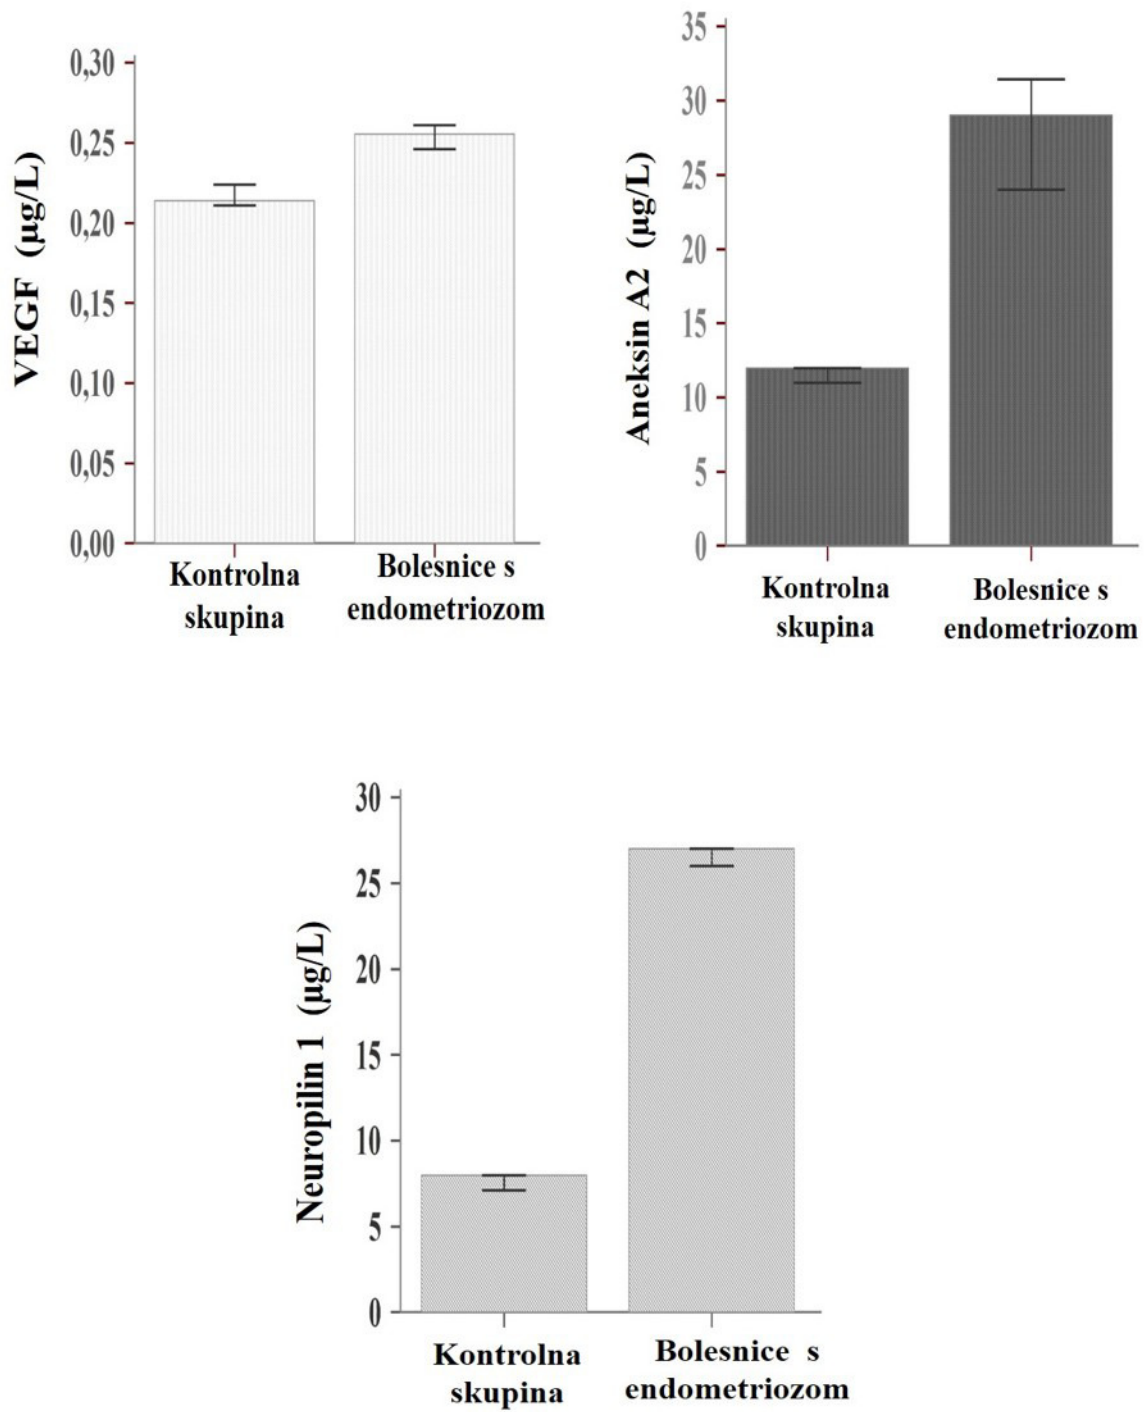 VEGF (µg/L)
0,30
0,25
0,20
0,15
0,10
0,05
0,00
Kontrolna
skupina
Bolesnice s
endometriozom
Aneksin A2 (µg/L)
35
30
25
20
15
10
5
0
Kontrolna
skupina
Bolesnice s
endometriozom
Neuropilin 1 (µg/L)
30
25
20
15
10
5
0
Kontrolna
skupina
Bolesnice s
endometriozom